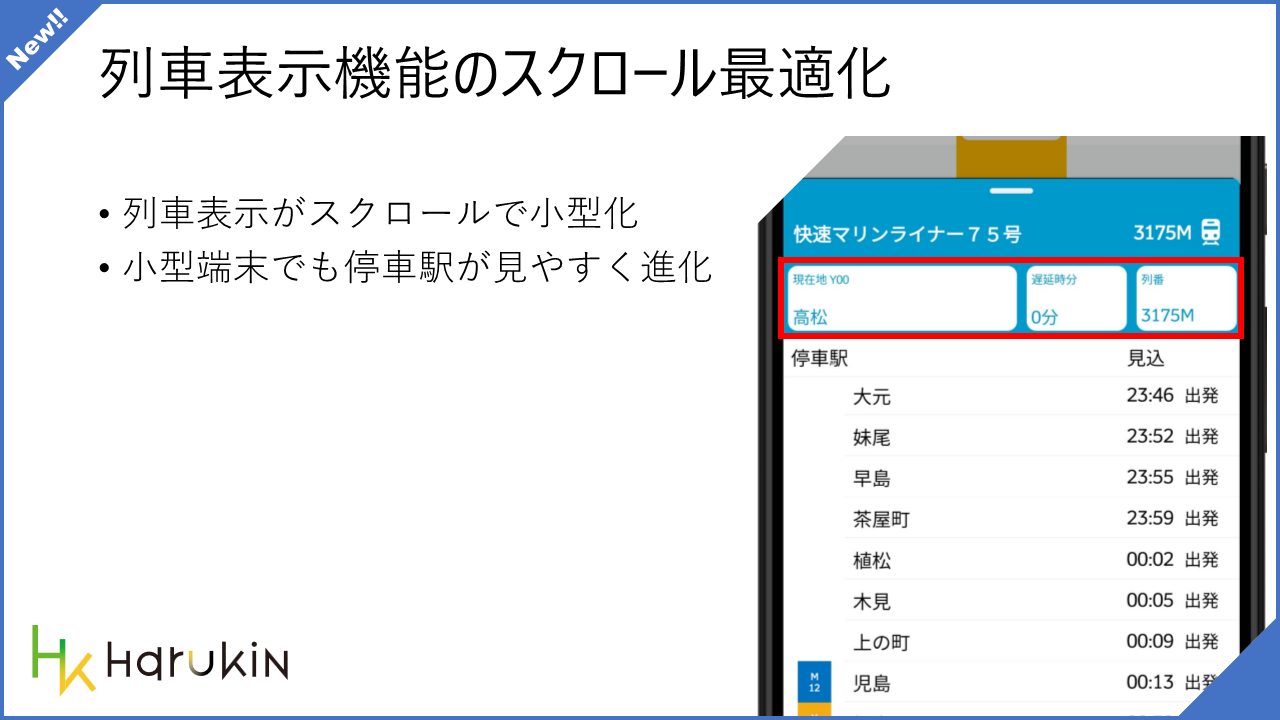 New!!
列車表示機能のスクロール最適化
• 列車表示がスクロールで小型化
• 小型端末でも停車駅が見やすく進化
快速マリンライナー７５号 3175M
現在地 Y00 遅延時分 列番
高松 0分 3175M
停車駅 見込
大元 23:46 出発
妹尾 23:52 出発
早島 23:55 出発
茶屋町 23:59 出発
植松 00:02 出発
木見 00:05 出発
上の町 00:09 出発
M
12
児島 00:13 出発
HK HarukiN